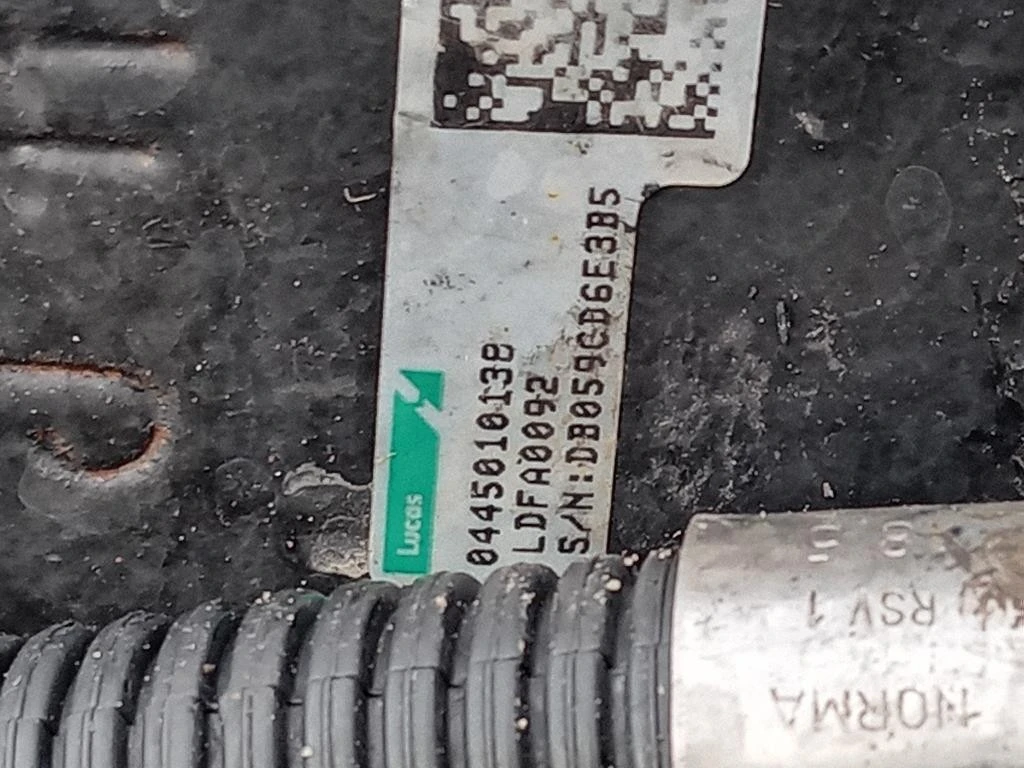 Lucas
0445010138
LDFA0092
S/N:DB059CD6E3B5
RSV 1
NORMA